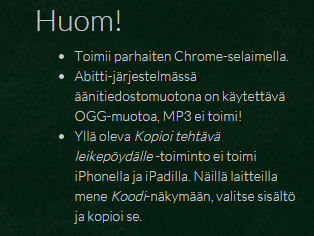 Huom!
• Toimii parhaiten Chrome-selaimella.
• Abitti-järjestelmässä
äänitiedostomuotona on käytettävä
OGG-muotoa, MP3 ei toimi!
• Yllä oleva Kopioi tehtävä
leikepöydälle -toiminto ei toimi
iPhonella ja iPadilla. Näillä laitteilla
mene Koodi-näkymään, valitse sisältö
ja kopioi se.